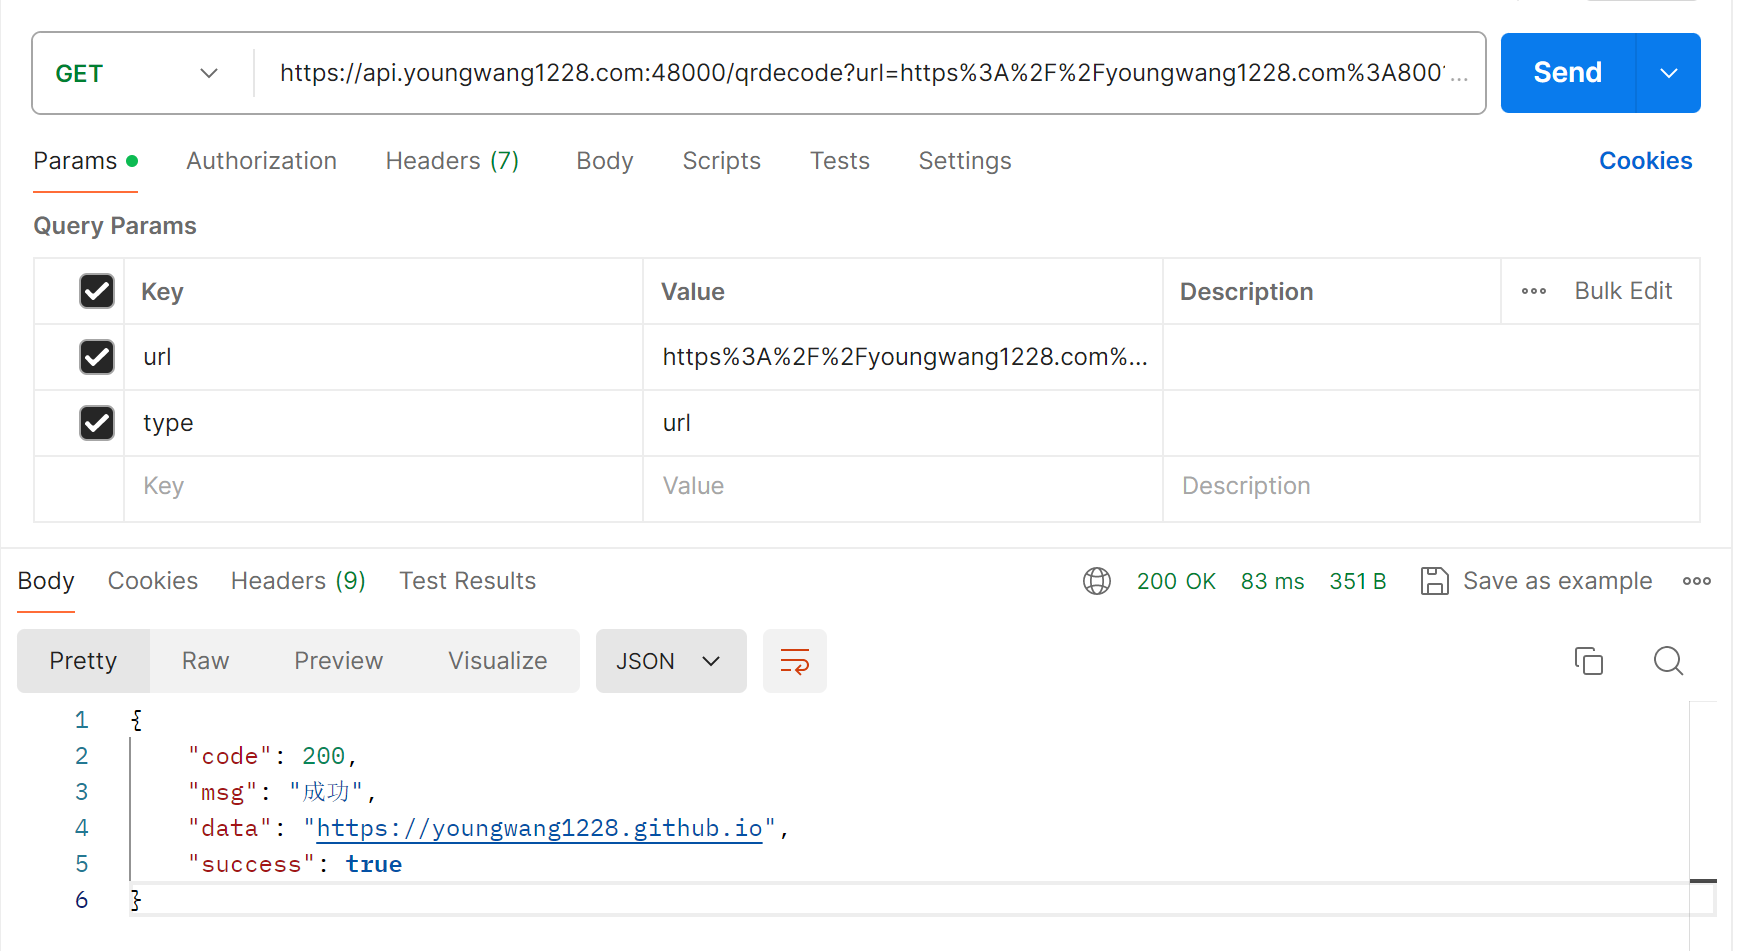 GET https://api.youngwang1228.com:48000/qrdecode?url=https%3A%2F%2Fyoungwang1228.com%3A800 ... Send
Params Authorization Headers (7) Body Scripts Tests Settings Cookies
Query Params
Key Value Description Bulk Edit
url https%3A%2F%2Fyoungwang1228.com%...
type url
Key Value Description
Body Cookies Headers (9) Test Results 200 OK 83 ms 351 B Save as example
Pretty Raw Preview Visualize JSON
1 {
2 "code": 200,
3 "msg": "成功",
4 "data": "https://youngwang1228.github.io",
5 "success": true
6 }